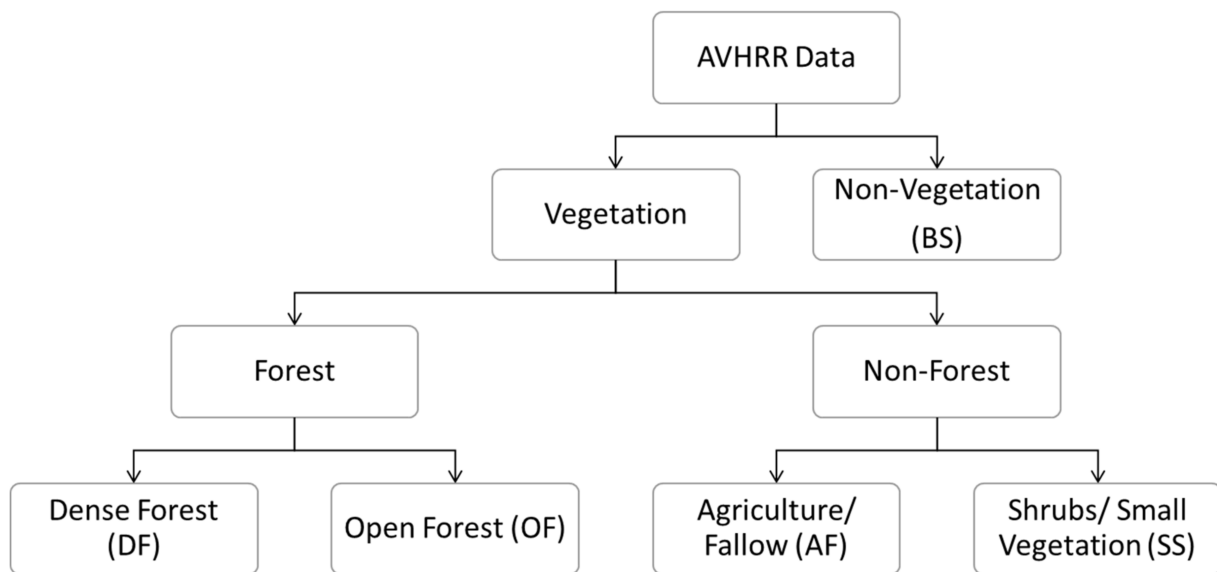 AVHRR Data
Vegetation
Non-Vegetation
(BS)
Forest
Non-Forest
Dense Forest
(DF)
Open Forest (OF)
Agriculture/
Fallow (AF)
Shrubs/ Small
Vegetation (SS)